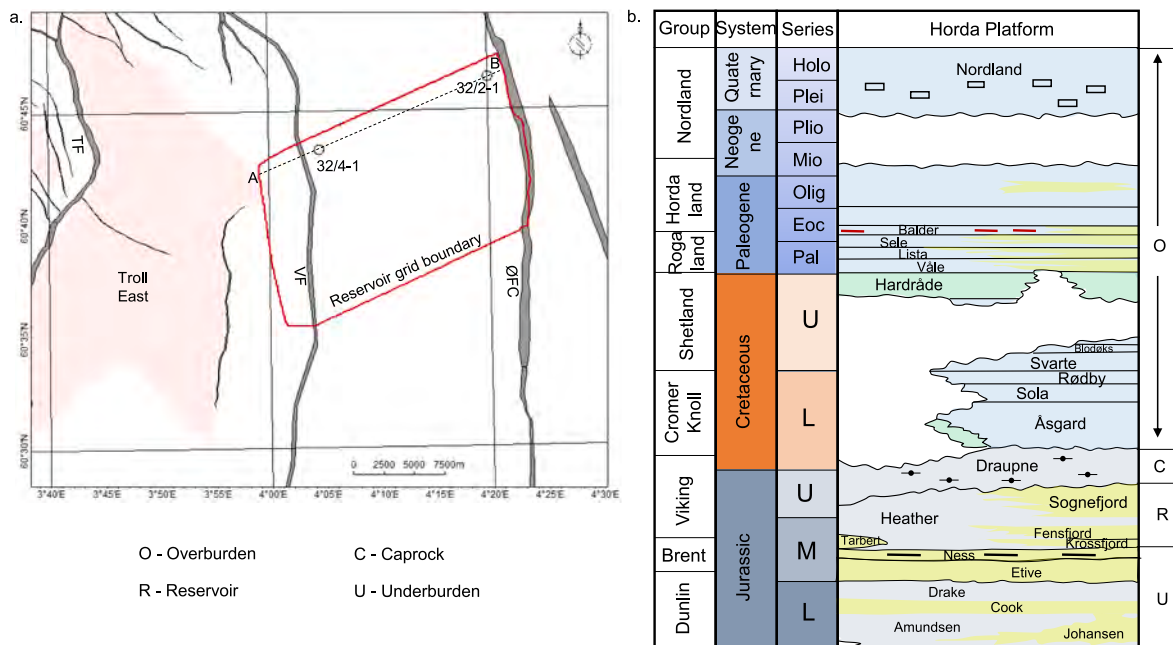 a.
TF
60°45'N
60°40'N
60°35'N
60°30'N
A
B
32/2-1
32/4-1
Troll
East
VF
Reservoir grid boundary
ØFC
0 2500 5000 7500m
3°40'E 3°50'E 3°55'E 4°00'E 4°05'E 4°10'E 4°15'E 4°20'E 4°25'E 4°30'E
O - Overburden
C - Caprock
R - Reservoir
U - Underburden
b.
Group System Series Horda Platform
Nordland
Horda
land
Roga
land
Shetland
Cromer
Knoll
Viking
Brent
Dunlin
Quate
rnary
Neoge
ne
Paleogene
Cretaceous
Jurassic
Holo
Plei
Plio
Mio
Olig
Eoc
Pal
U
L
U
M
L
Nordland
Balder
Sele
Lista
Våle
Hardråde
Blodøks
Svarte
Rødby
Sola
Åsgard
Draupne
Sognefjord
Heather
Fensfjord
Krossfjord
Tarbert
Ness
Etive
Drake
Cook
Amundsen
Johansen
O
C
R
U